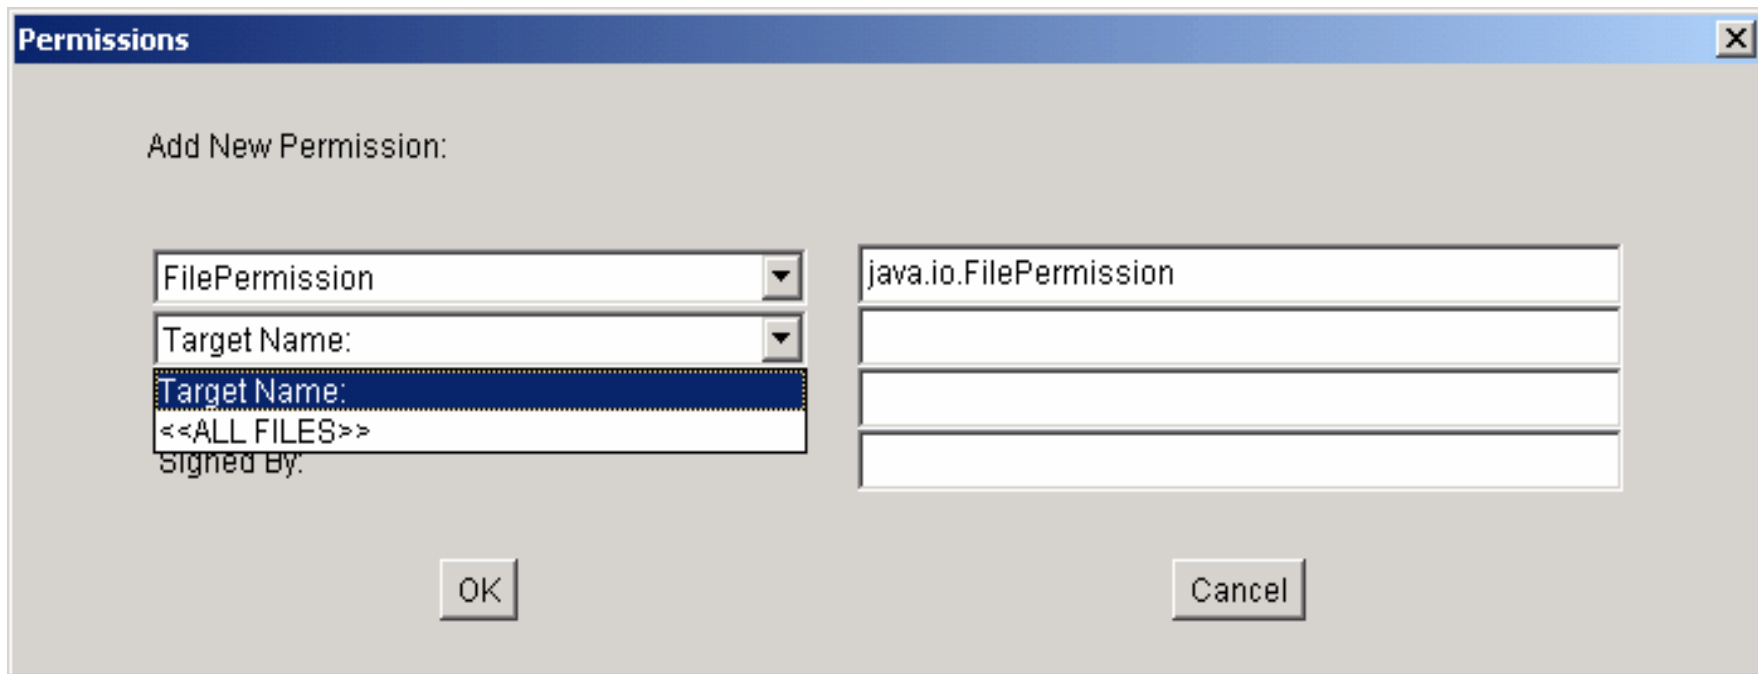 Permissions
Add New Permission:
FilePermission
java.io.FilePermission
Target Name:
Target Name:
<<ALL FILES>>
Signed By:
OK
Cancel